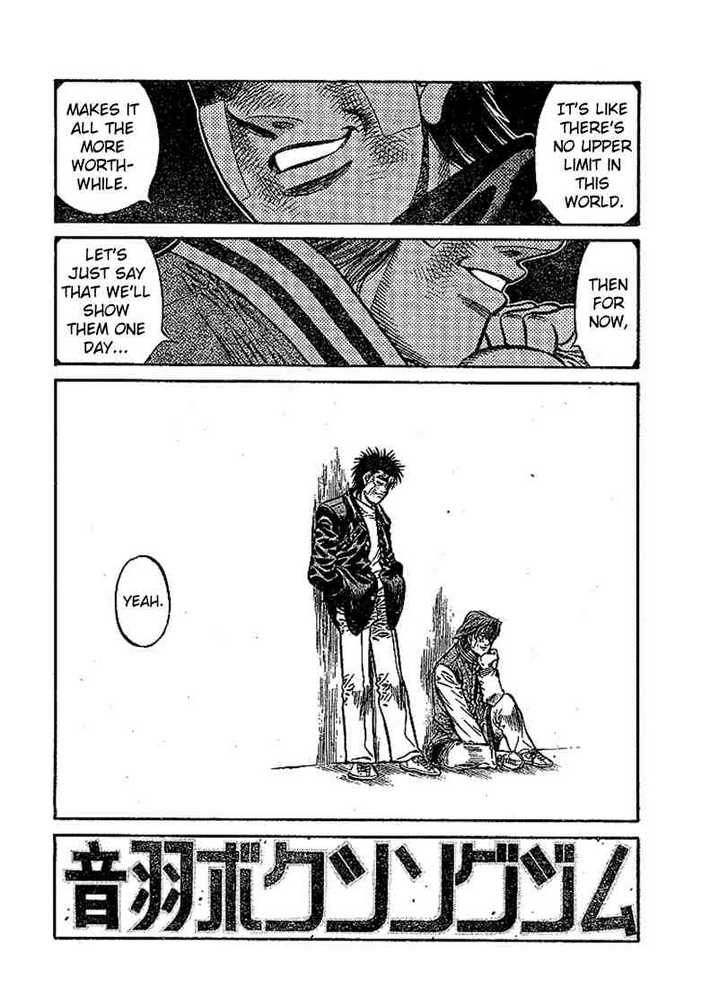 IT'S LIKE
THERE'S
NO UPPER
LIMIT IN
THIS
WORLD.
MAKES IT
ALL THE
MORE
WORTH-
WHILE.
THEN
FOR
NOW,
LET'S
JUST SAY
THAT WE'LL
SHOW
THEM ONE
DAY...
YEAH.
音羽ボクシングジム